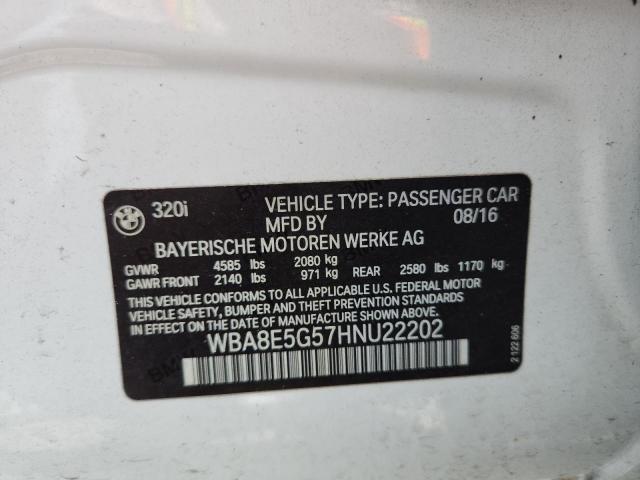 320i VEHICLE TYPE: PASSENGER CAR
MFD BY 08/16
BAYERISCHE MOTOREN WERKE AG
GVWR 4585 lbs 2080 kg
GAWR FRONT 2140 lbs 971 kg REAR 2580 lbs 1170 kg
THIS VEHICLE CONFORMS TO ALL APPLICABLE U.S. FEDERAL MOTOR
VEHICLE SAFETY, BUMPER, AND THEFT PREVENTION STANDARDS
IN EFFECT ON THE DATE OF MANUFACTURE SHOWN ABOVE.
WBA8E5G57HNU22202
2 122 606